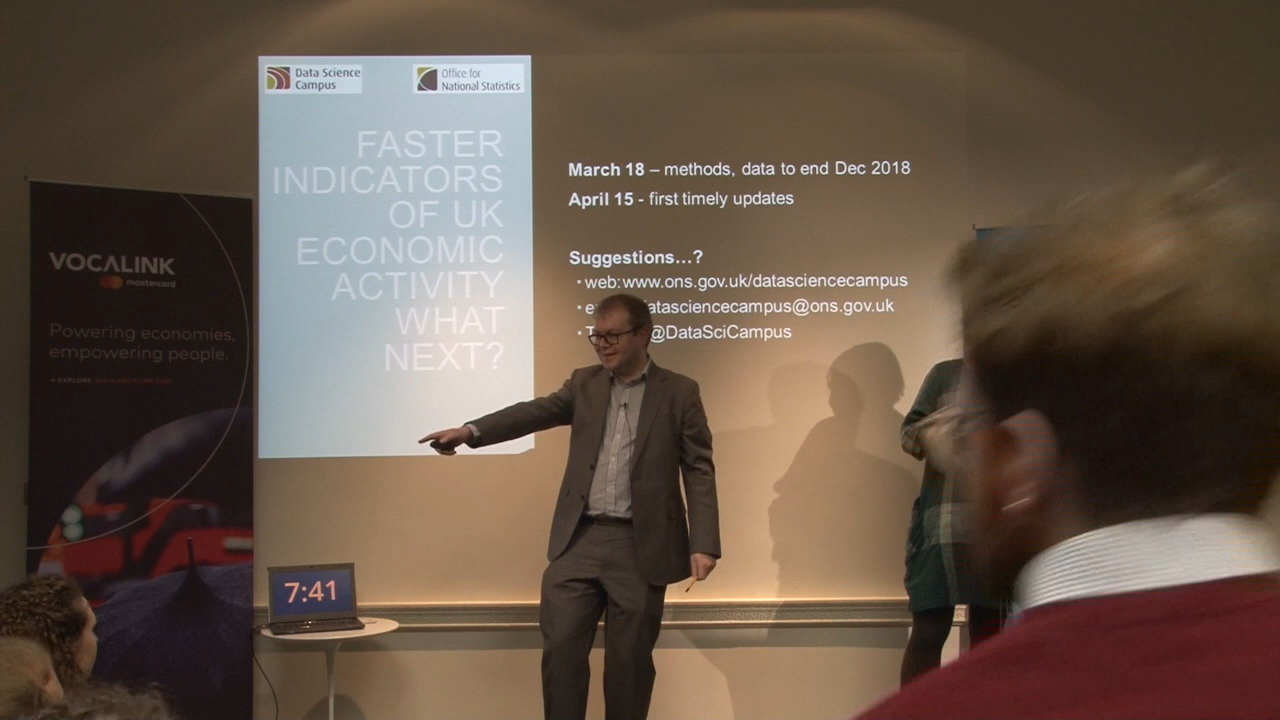 Data Science
Campus
Office for
National Statistics
FASTER
INDICATORS
OF UK
ECONOMIC
ACTIVITY
WHAT
NEXT?
March 18 – methods, data to end Dec 2018
April 15 - first timely updates
Suggestions...?
· web: www.ons.gov.uk/datasciencecampus
datasciencecampus@ons.gov.uk
@DataSciCampus
VOCALINK
mastercard
Powering economies,
empowering people.
EXPLORE
7:41